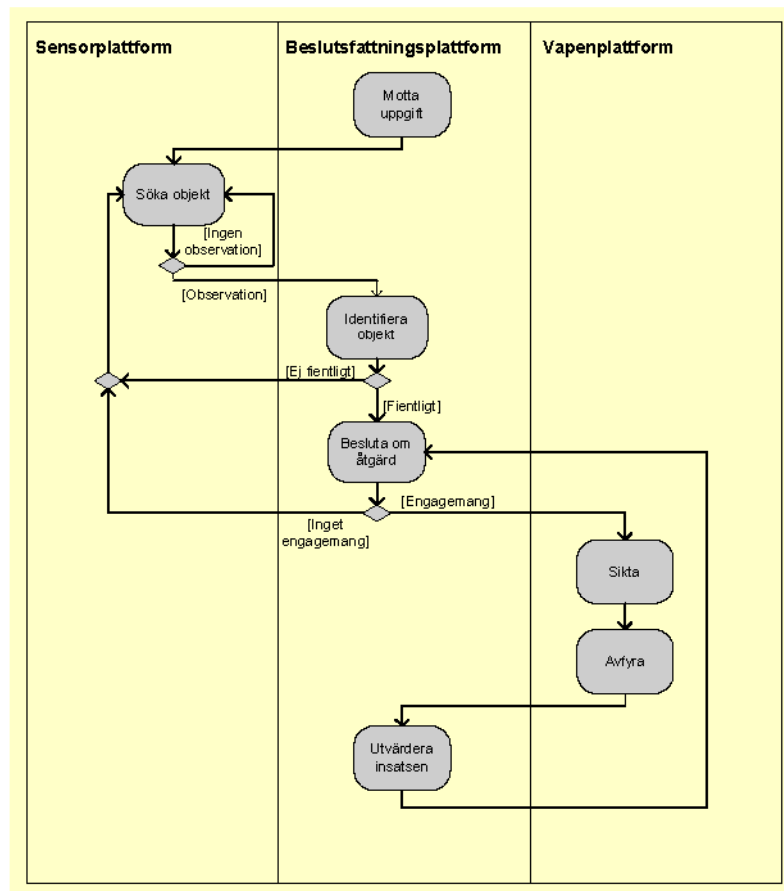 Sensorplattform
Beslutsfattningsplattform
Vapenplattform
Motta
uppgift
Söka objekt
[Ingen
observation]
[Observation]
Identifiera
objekt
[Ej fientligt]
[Fientligt]
Besluta om
åtgärd
[Engagemang]
[Inget
engagemang]
Sikta
Avfyra
Utvärdera
insatsen